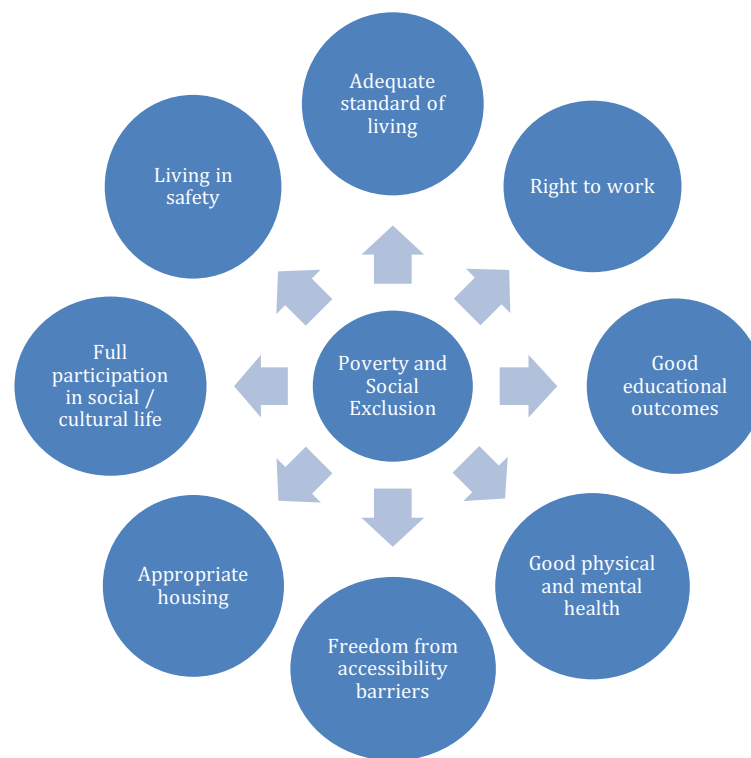 Adequate
standard of
living
Right to work
Good
educational
outcomes
Good physical
and mental
health
Freedom from
accessibility
barriers
Appropriate
housing
Full
participation
in social /
cultural life
Living in
safety
Poverty and
Social
Exclusion